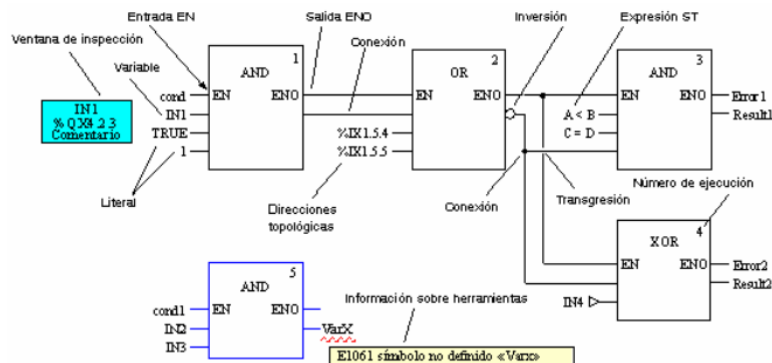 Entrada EN
Salida ENO
Inversión
Expresión ST
Ventana de inspección
Conexión
Variable
1
AND
EN
ENO
2
OR
EN
ENO
3
AND
EN
ENO
cond
IN1
TRUE
1
IN1
%QX4.2.3
Comentario
%IX1.5.4
%IX1.5.5
A < B
C = D
Error1
Result1
Literal
Direcciones
topológicas
Conexión
Transgresión
Número de ejecución
4
XOR
EN
ENO
IN4
Error2
Result2
5
AND
EN
ENO
cond1
IN2
IN3
VarX
Información sobre herramientas
E1061 símbolo no definido «Varx»